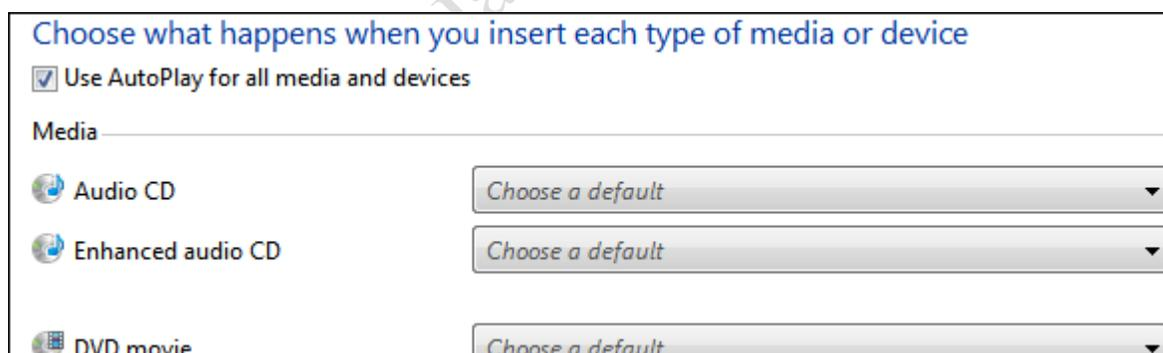 Choose what happens when you insert each type of media or device
Use AutoPlay for all media and devices
Media
Audio CD Choose a default
Enhanced audio CD Choose a default
DVD movie Choose a default